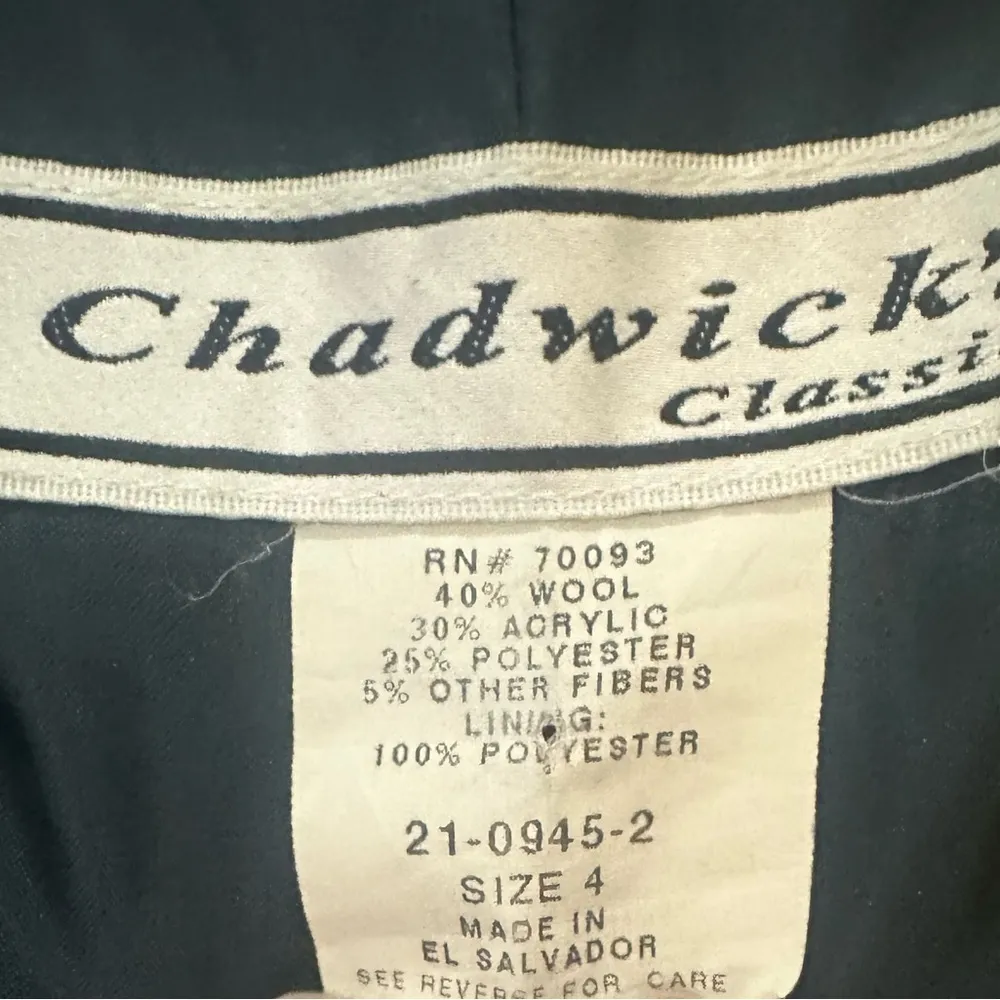 Chadwick'
Classi
RN# 70093
40% WOOL
30% ACRYLIC
25% POLYESTER
5% OTHER FIBERS
LINING:
100% POLYESTER
21-0945-2
SIZE 4
MADE IN
EL SALVADOR
SEE REVERSE FOR CARE